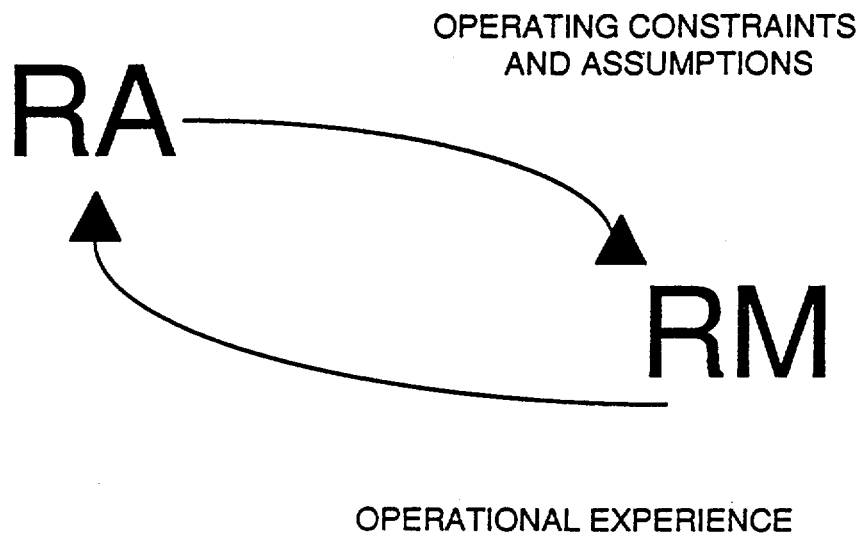 OPERATING CONSTRAINTS
AND ASSUMPTIONS
RA
RM
OPERATIONAL EXPERIENCE